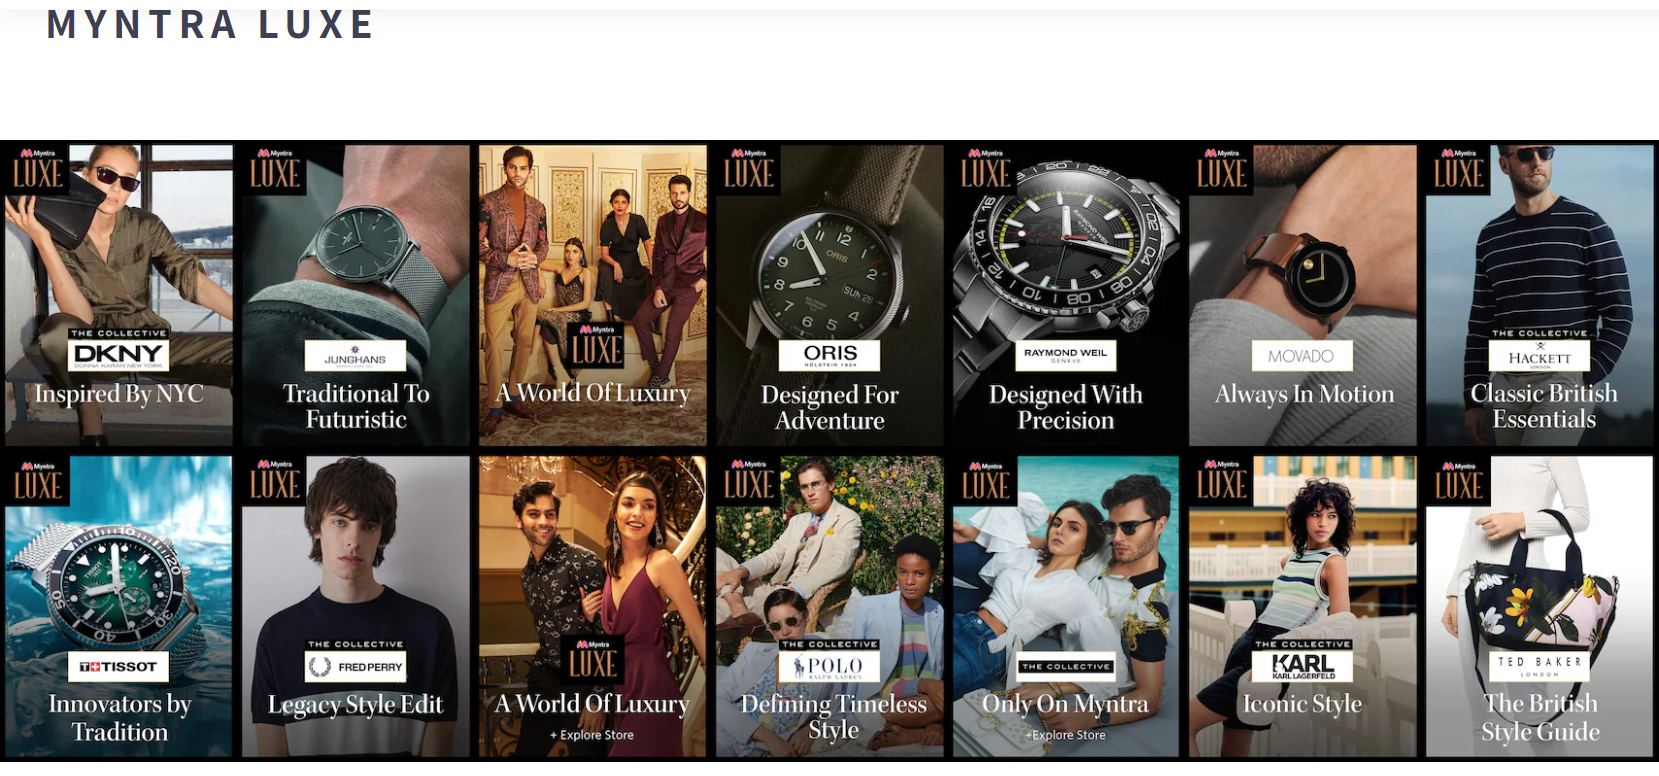 MYNTRA LUXE
Myntra
LUXE
THE COLLECTIVE
DKNY
DONNA KARAN NEW YORK
Inspired By NYC
Myntra
LUXE
JUNGHANS
Traditional To
Futuristic
Myntra
LUXE
A World Of Luxury
Myntra
LUXE
ORIS
HÖLSTEIN 1904
Designed For
Adventure
Myntra
LUXE
RAYMOND WEIL
GENEVE
Designed With
Precision
Myntra
LUXE
MOVADO
Always In Motion
Myntra
LUXE
THE COLLECTIVE
HACKETT
LONDON
Classic British
Essentials
Myntra
LUXE
TISSOT
Innovators by
Tradition
Myntra
LUXE
THE COLLECTIVE
FRED PERRY
Legacy Style Edit
Myntra
LUXE
A World Of Luxury
+ Explore Store
Myntra
LUXE
THE COLLECTIVE
POLO
RALPH LAUREN
Defining Timeless
Style
Myntra
LUXE
THE COLLECTIVE
Only On Myntra
+Explore Store
Myntra
LUXE
THE COLLECTIVE
KARL
KARL LAGERFELD
Iconic Style
Myntra
LUXE
TED BAKER
LONDON
The British
Style Guide